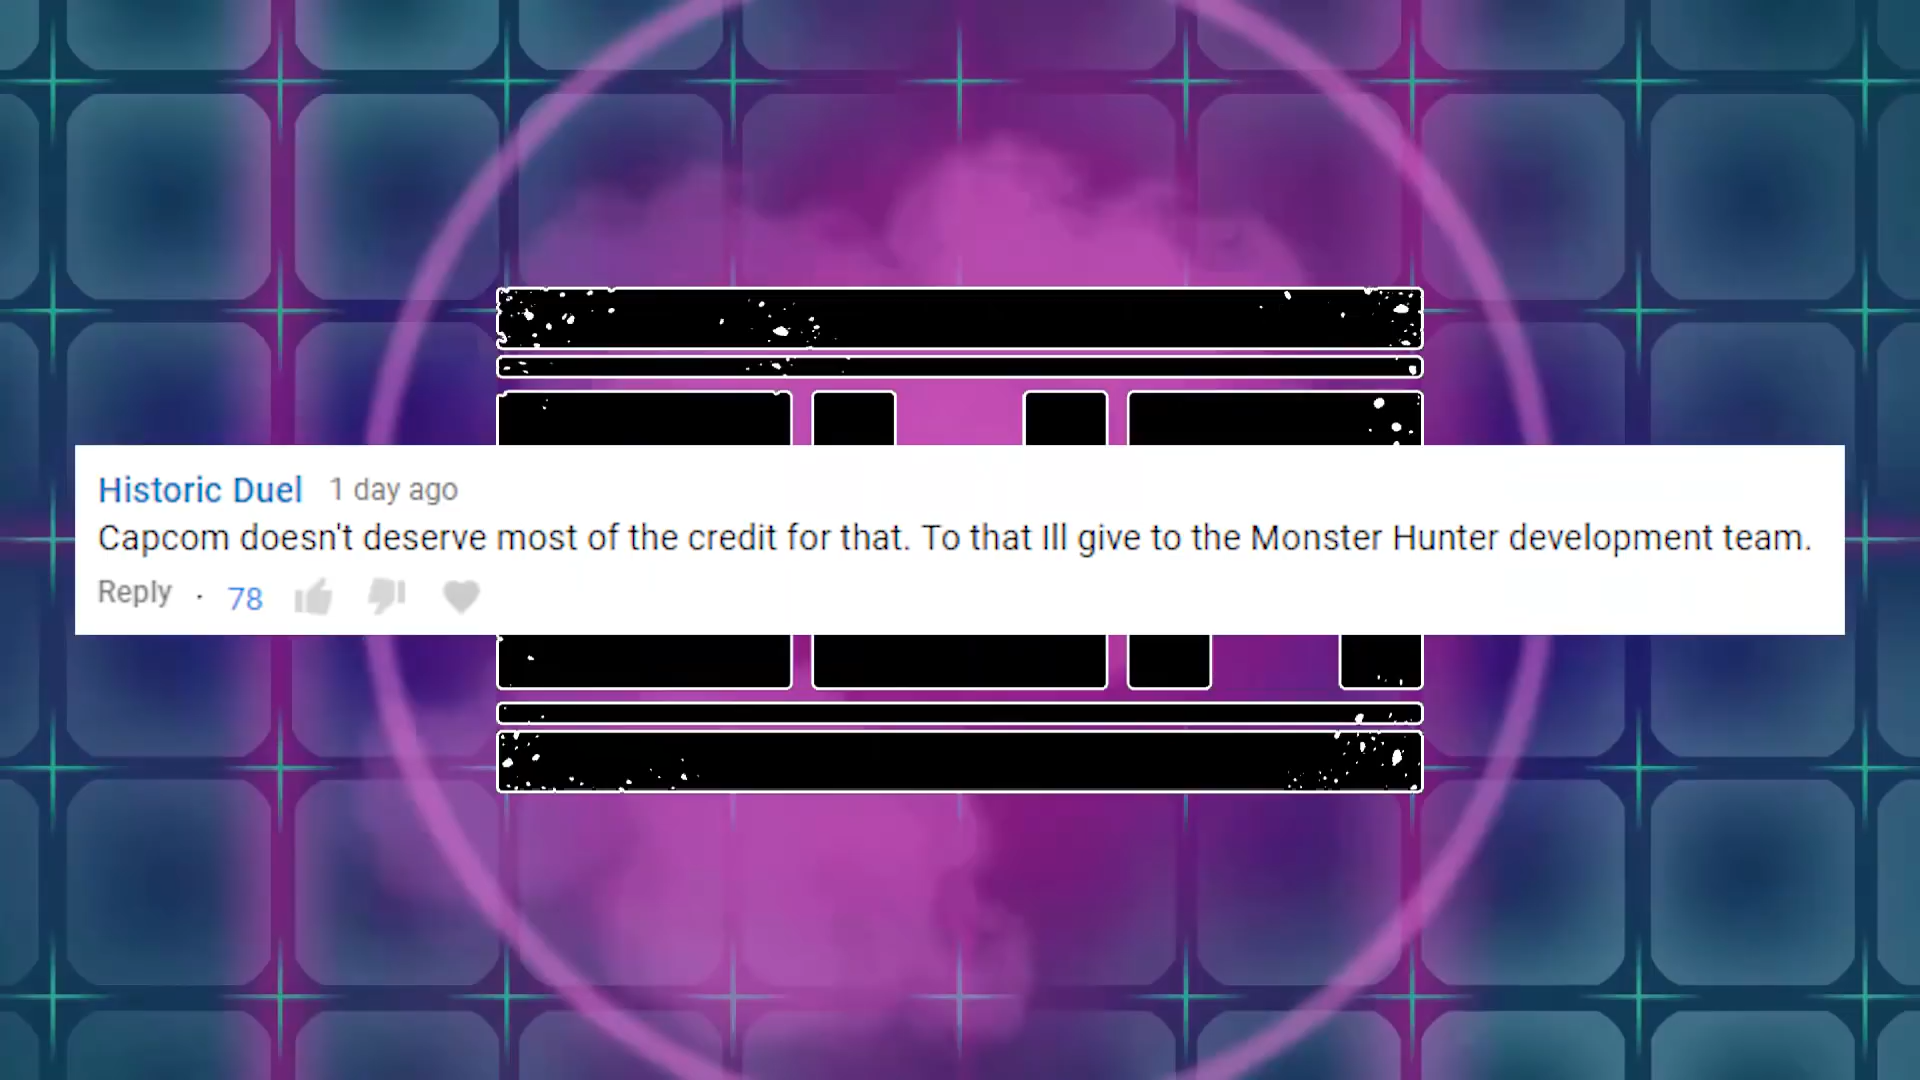 Historic Duel 1 day ago
Capcom doesn't deserve most of the credit for that. To that Ill give to the Monster Hunter development team.
Reply · 78